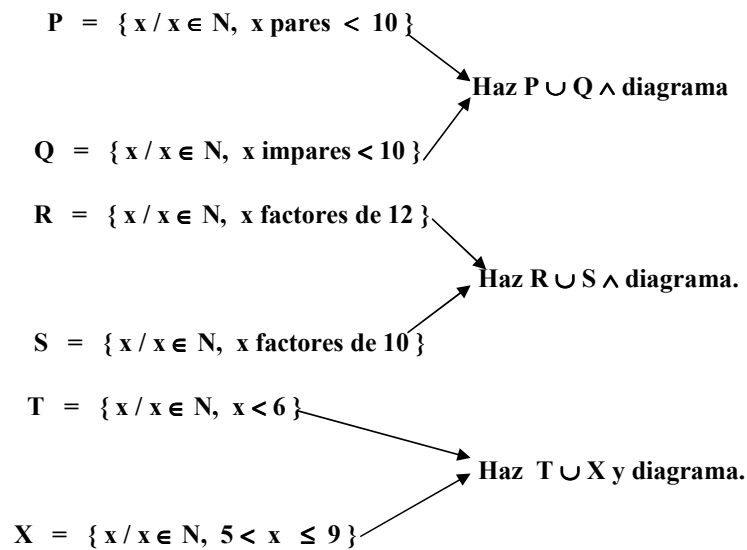 P = { x / x ∈ N, x pares < 10 }
Haz P ∪ Q ∧ diagrama
Q = { x / x ∈ N, x impares < 10 }
R = { x / x ∈ N, x factores de 12 }
Haz R ∪ S ∧ diagrama.
S = { x / x ∈ N, x factores de 10 }
T = { x / x ∈ N, x < 6 }
Haz T ∪ X y diagrama.
X = { x / x ∈ N, 5 < x ≤ 9 }